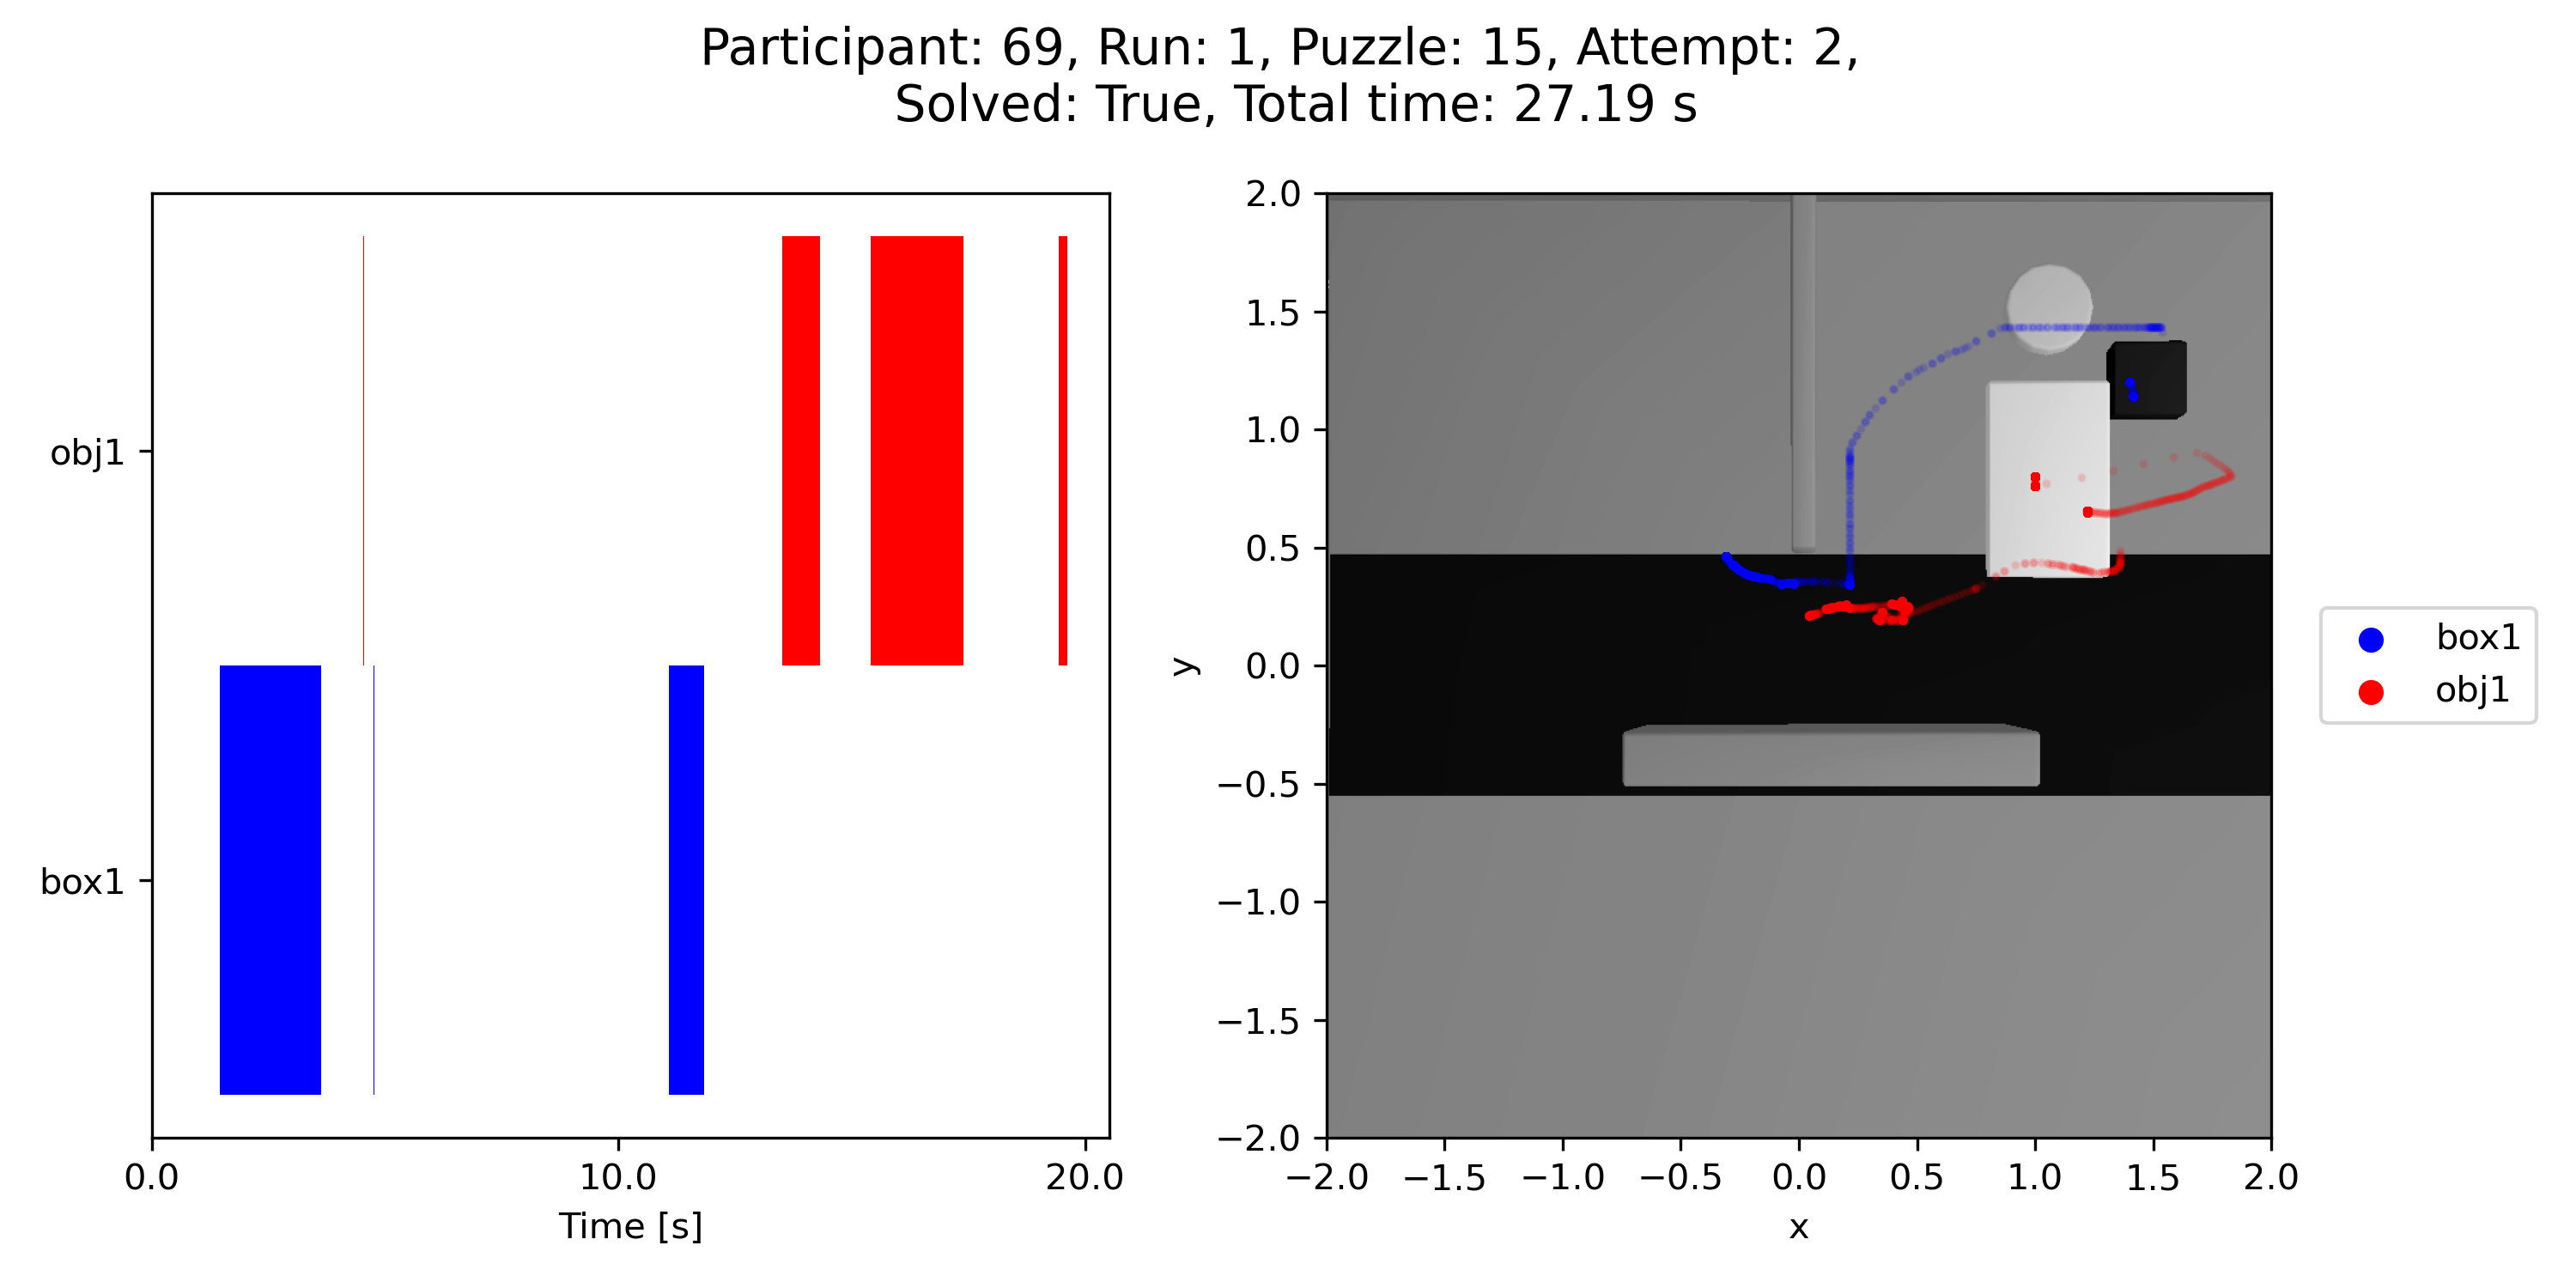 Participant: 69, Run: 1, Puzzle: 15, Attempt: 2,
Solved: True, Total time: 27.19 s
obj1
box1
0.0 10.0 20.0
Time [s]
2.0
1.5
1.0
0.5
0.0
−0.5
−1.0
−1.5
−2.0
y
−2.0 −1.5 −1.0 −0.5 0.0 0.5 1.0 1.5 2.0
x
box1
obj1